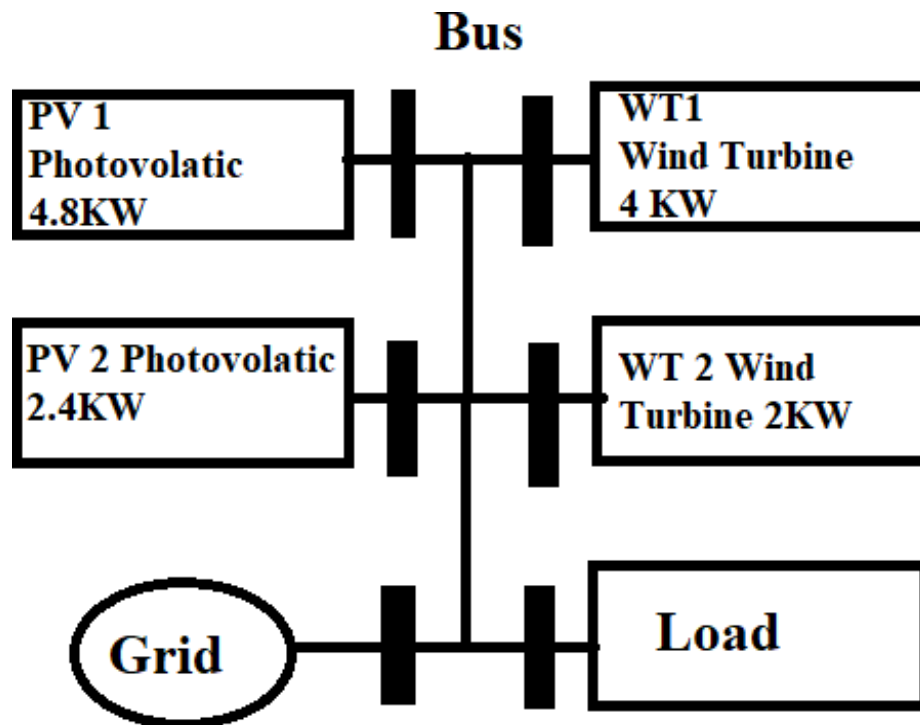 Bus
PV 1
Photovolatic
4.8KW
WT1
Wind Turbine
4 KW
PV 2 Photovolatic
2.4KW
WT 2 Wind
Turbine 2KW
Grid
Load